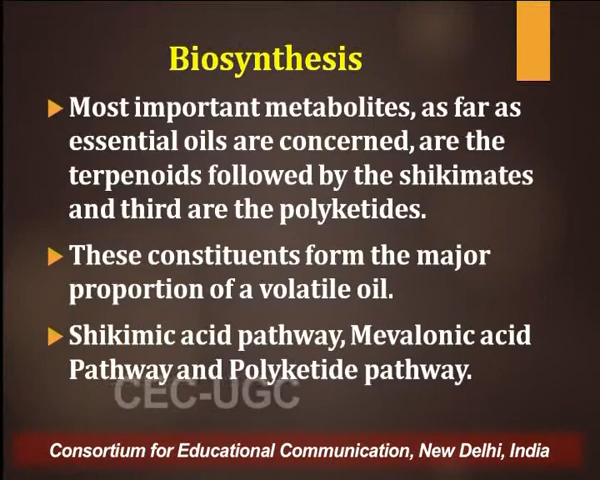 Biosynthesis
Most important metabolites, as far as
essential oils are concerned, are the
terpenoids followed by the shikimates
and third are the polyketides.
These constituents form the major
proportion of a volatile oil.
Shikimic acid pathway, Mevalonic acid
Pathway and Polyketide pathway.
CEC-UGC
Consortium for Educational Communication, New Delhi, India